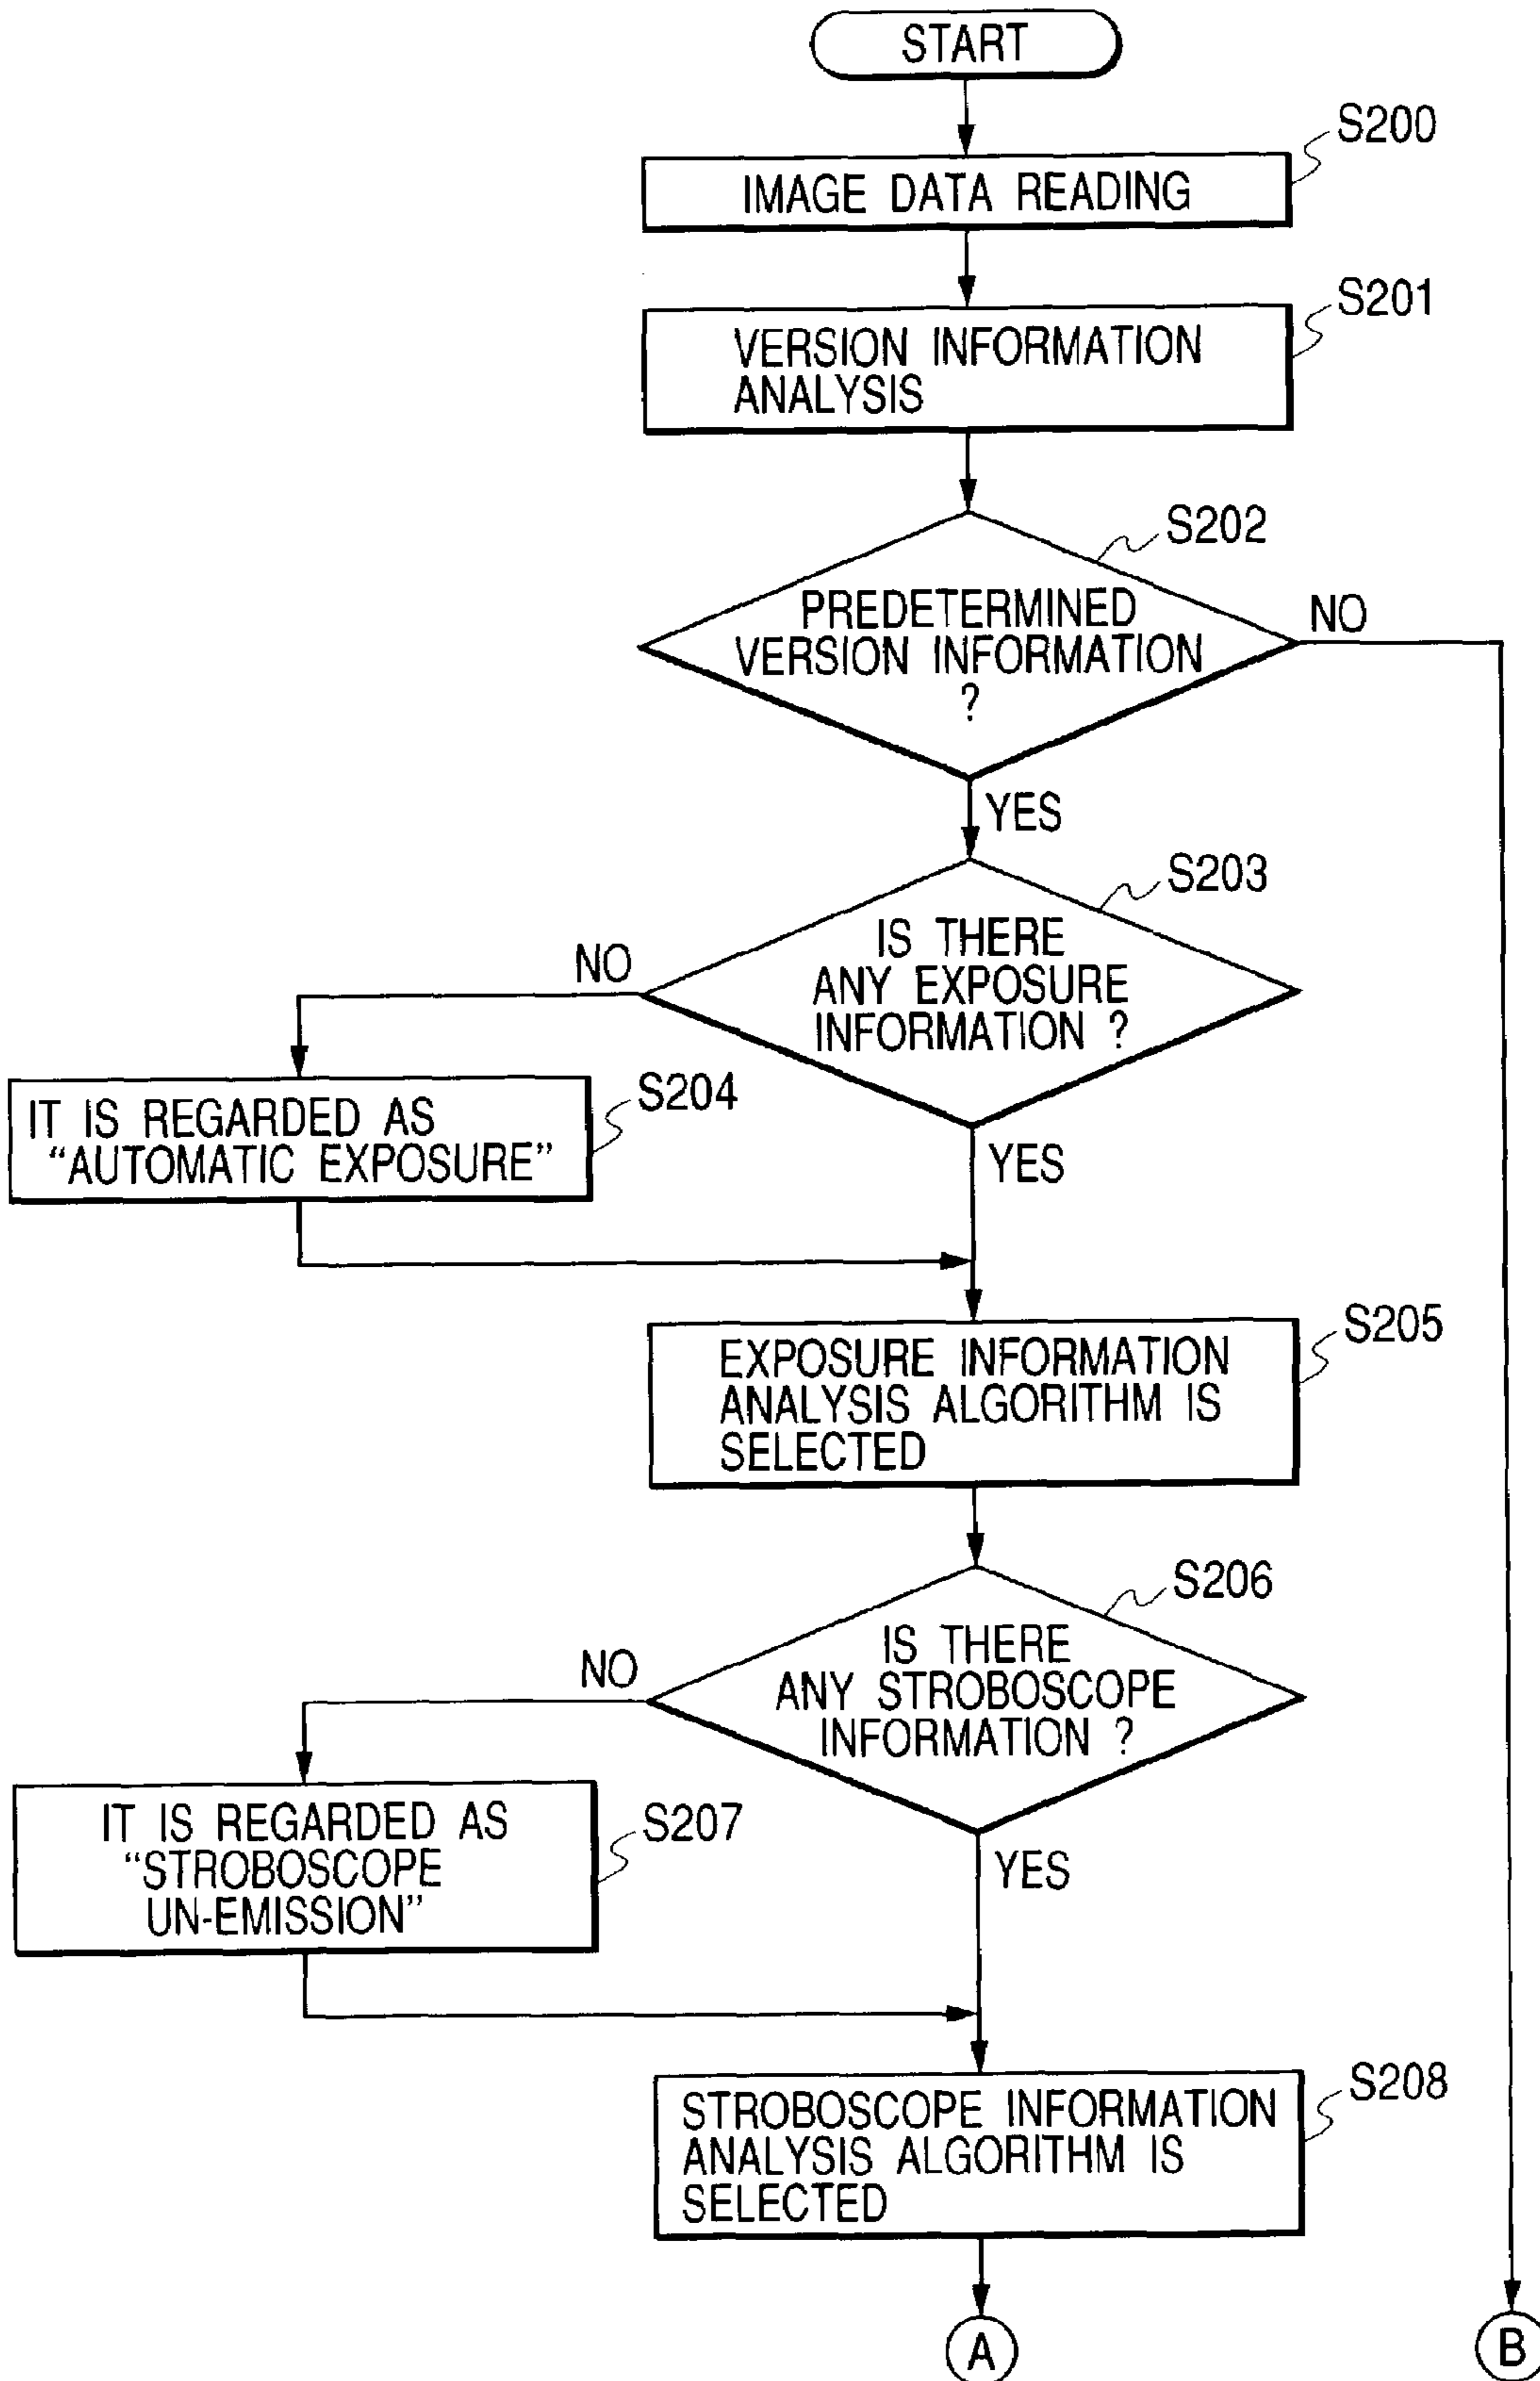 START
S200
IMAGE DATA READING
S201
VERSION INFORMATION
ANALYSIS
S202
PREDETERMINED
VERSION INFORMATION
?
NO
YES
S203
IS THERE
ANY EXPOSURE
INFORMATION ?
NO
YES
S204
IT IS REGARDED AS
“AUTOMATIC EXPOSURE”
S205
EXPOSURE INFORMATION
ANALYSIS ALGORITHM IS
SELECTED
S206
IS THERE
ANY STROBOSCOPE
INFORMATION ?
NO
YES
S207
IT IS REGARDED AS
“STROBOSCOPE
UN-EMISSION”
S208
STROBOSCOPE INFORMATION
ANALYSIS ALGORITHM IS
SELECTED
A
B